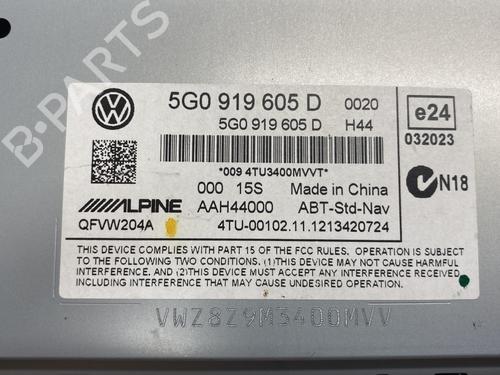 B-PARTS
5G0 919 605 D 0020
5G0 919 605 D H44
e24
032023
*009 4TU3400MVVT*
000 15S Made in China
ALPINE AAH44000 ABT-Std-Nav
N18
QFVW204A 4TU-00102.11.1213420724
THIS DEVICE COMPLIES WITH PART 15 OF THE FCC RULES. OPERATION IS SUBJECT
TO THE FOLLOWING TWO CONDITIONS. (1)THIS DEVICE MAY NOT CAUSE HARMFUL
INTERFERENCE. AND (2)THIS DEVICE MUST ACCEPT ANY INTERFERENCE RECEIVED.
INCLUDING INTERFERENCE THAT MAY CAUSE UNDESIRED OPERATION.
VWZ8Z9M3400MVV